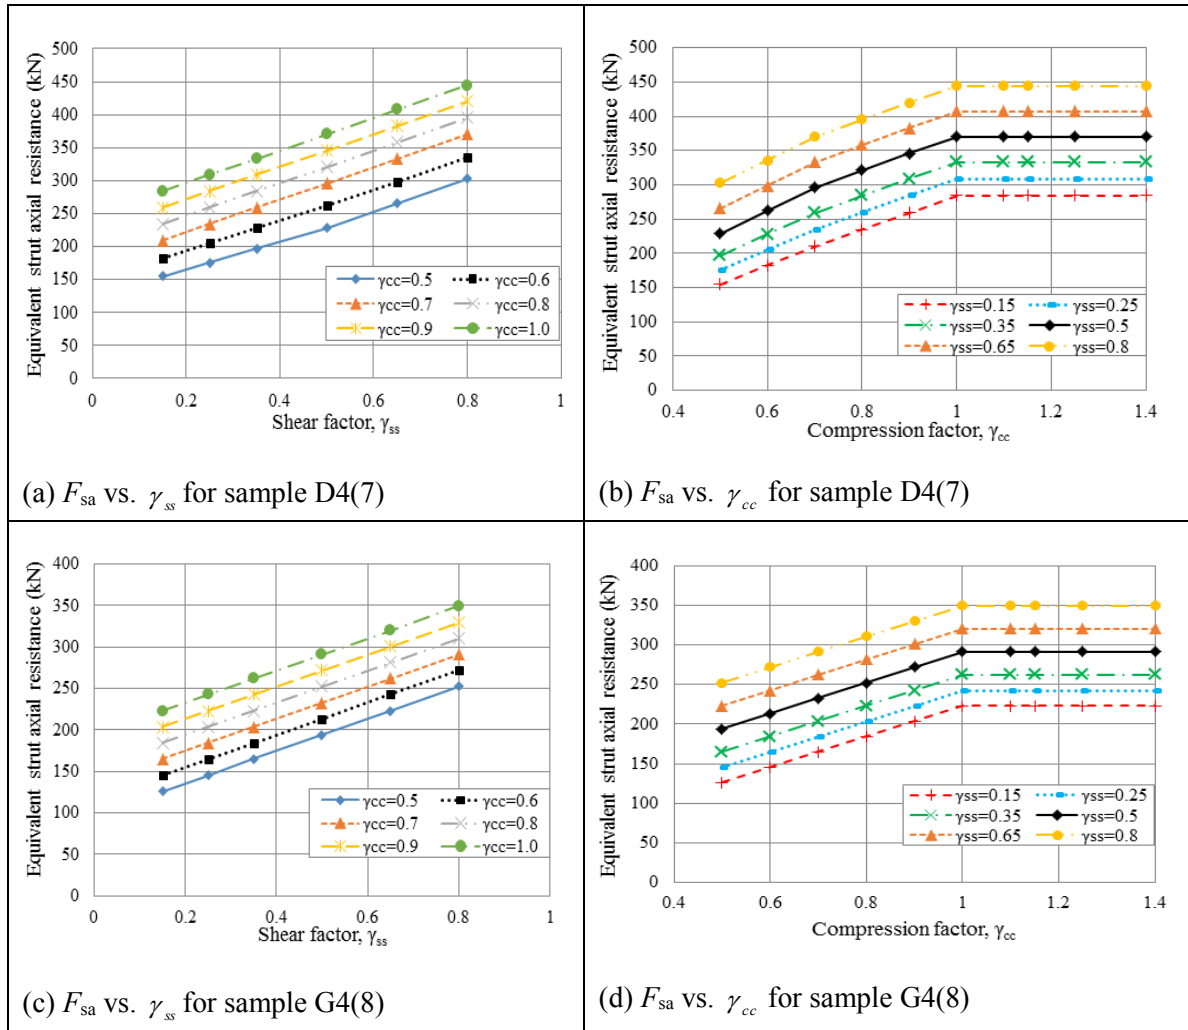 Equivalent strut axial resistance (kN)
500
450
400
350
300
250
200
150
100
50
0
0 0.2 0.4 0.6 0.8 1
Shear factor, γss
γcc=0.5 γcc=0.6
γcc=0.7 γcc=0.8
γcc=0.9 γcc=1.0
(a) Fsa vs. γss for sample D4(7)
Equivalent strut axial resistance (kN)
500
450
400
350
300
250
200
150
100
50
0
0.4 0.6 0.8 1 1.2 1.4
Compression factor, γcc
γss=0.15 γss=0.25
γss=0.35 γss=0.5
γss=0.65 γss=0.8
(b) Fsa vs. γcc for sample D4(7)
Equivalent strut axial resistance (kN)
400
350
300
250
200
150
100
50
0
0 0.2 0.4 0.6 0.8 1
Shear factor, γss
γcc=0.5 γcc=0.6
γcc=0.7 γcc=0.8
γcc=0.9 γcc=1.0
(c) Fsa vs. γss for sample G4(8)
Equivalent strut axial resistance (kN)
400
350
300
250
200
150
100
50
0
0.4 0.6 0.8 1 1.2 1.4
Compression factor, γcc
γss=0.15 γss=0.25
γss=0.35 γss=0.5
γss=0.65 γss=0.8
(d) Fsa vs. γcc for sample G4(8)